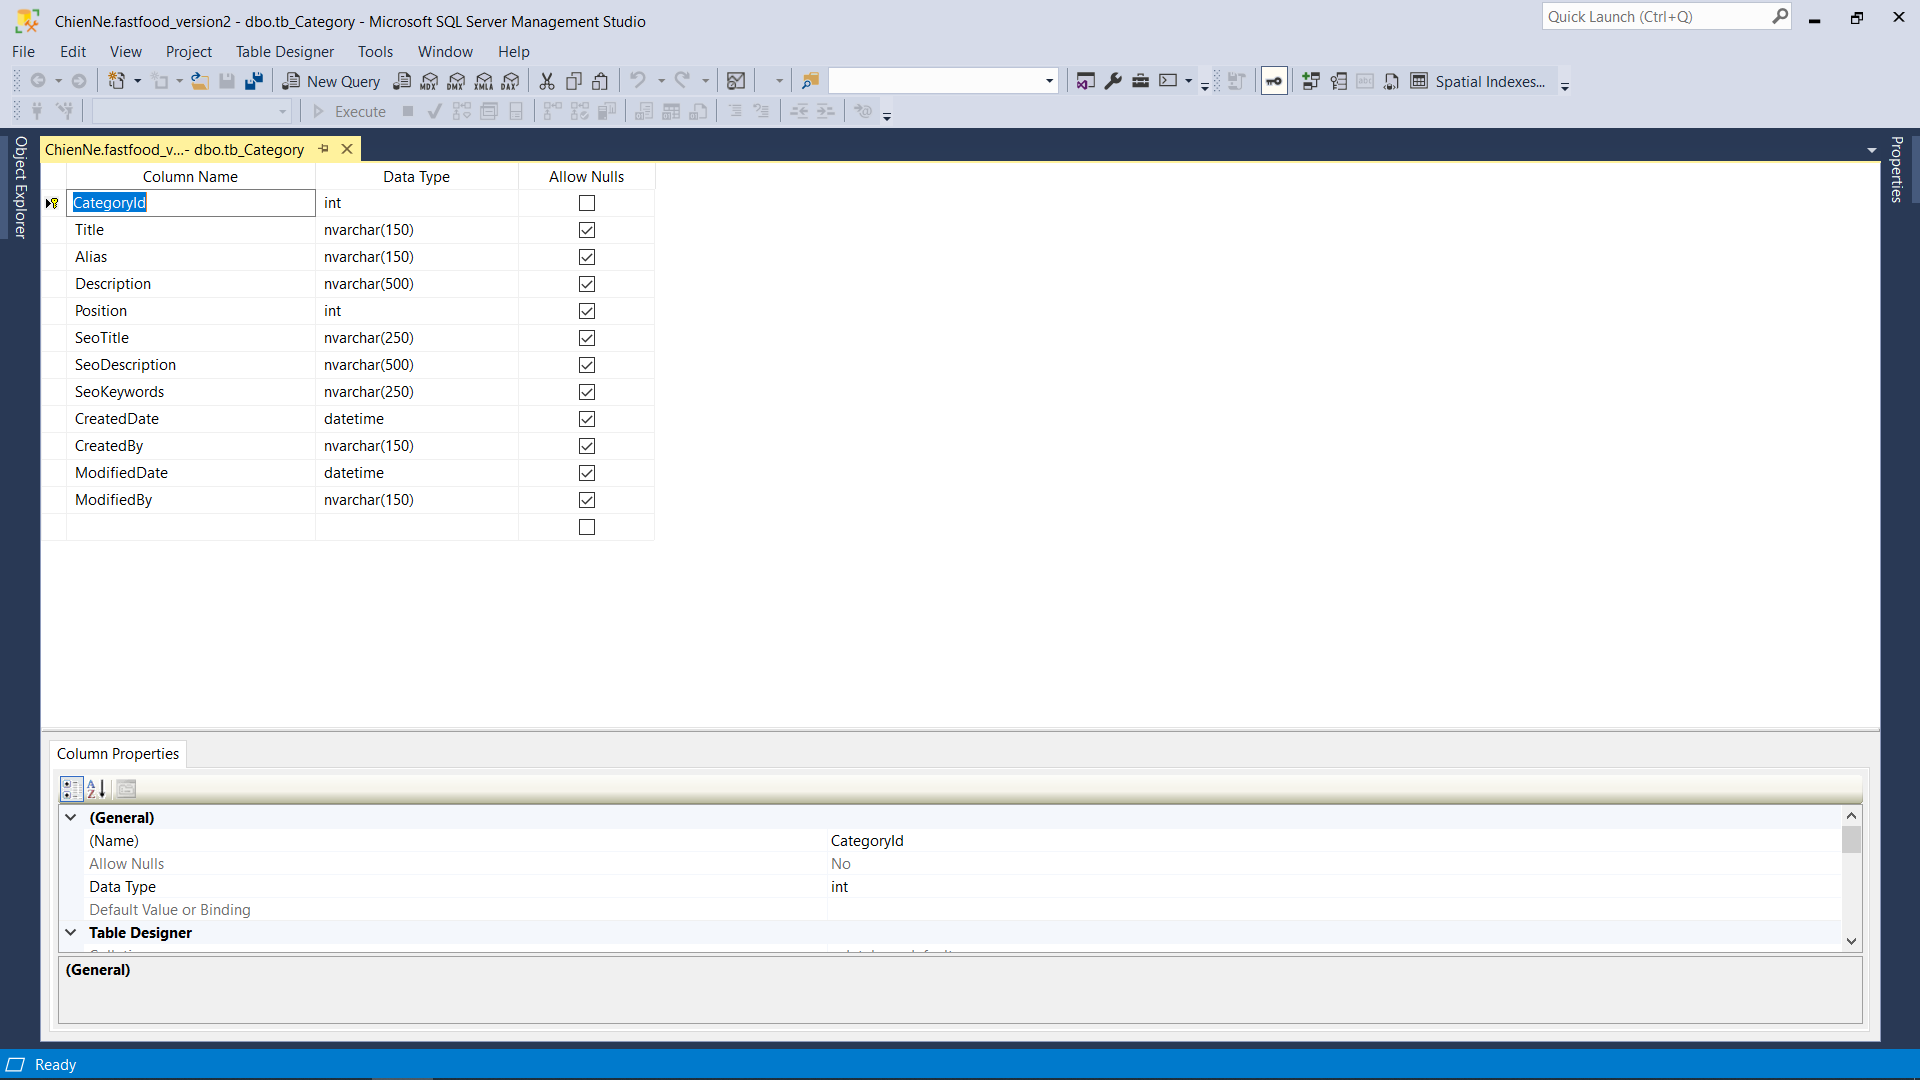 ChienNe.fastfood_version2 - dbo.tb_Category - Microsoft SQL Server Management Studio
Quick Launch (Ctrl+Q)
File Edit View Project Table Designer Tools Window Help
New Query MDX DMX XMLA DAX Spatial Indexes...
Execute
Object Explorer
ChienNe.fastfood_v...- dbo.tb_Category
Properties
Column Name Data Type Allow Nulls
CategoryId int
Title nvarchar(150)
Alias nvarchar(150)
Description nvarchar(500)
Position int
SeoTitle nvarchar(250)
SeoDescription nvarchar(500)
SeoKeywords nvarchar(250)
CreatedDate datetime
CreatedBy nvarchar(150)
ModifiedDate datetime
ModifiedBy nvarchar(150)
Column Properties
(General)
(Name) CategoryId
Allow Nulls No
Data Type int
Default Value or Binding
Table Designer
(General)
Ready